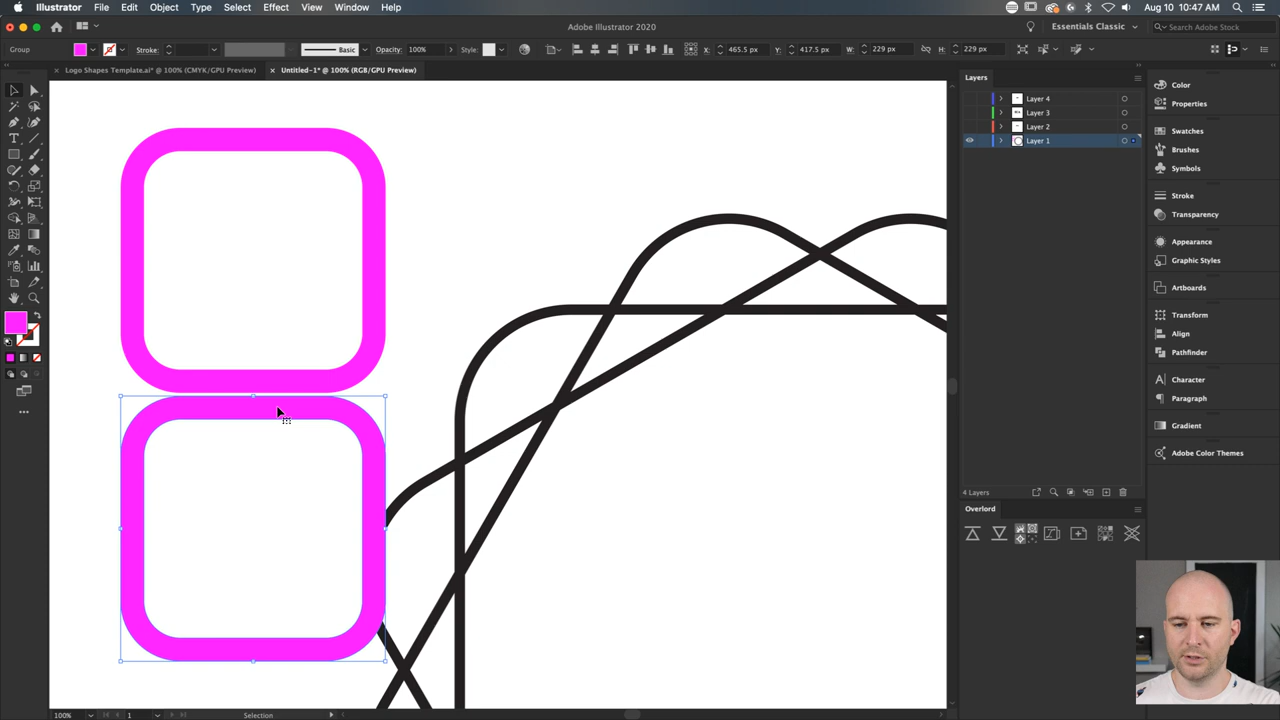 Illustrator File Edit Object Type Select Effect View Window Help
Aug 10 10:47 AM
Adobe Illustrator 2020
Essentials Classic
Search Adobe Stock
Group
Stroke:
Basic
Opacity: 100%
Style:
X: 465.5 px
Y: 417.5 px
W: 229 px
H: 229 px
× Logo Shapes Template.ai* @ 100% (CMYK/GPU Preview)
× Untitled-1* @ 100% (RGB/GPU Preview)
Layers
Layer 4
Layer 3
Layer 2
Layer 1
4 Layers
Overlord
Color
Properties
Swatches
Brushes
Symbols
Stroke
Transparency
Appearance
Graphic Styles
Artboards
Transform
Align
Pathfinder
Character
Paragraph
Gradient
Adobe Color Themes
100%
1
Selection